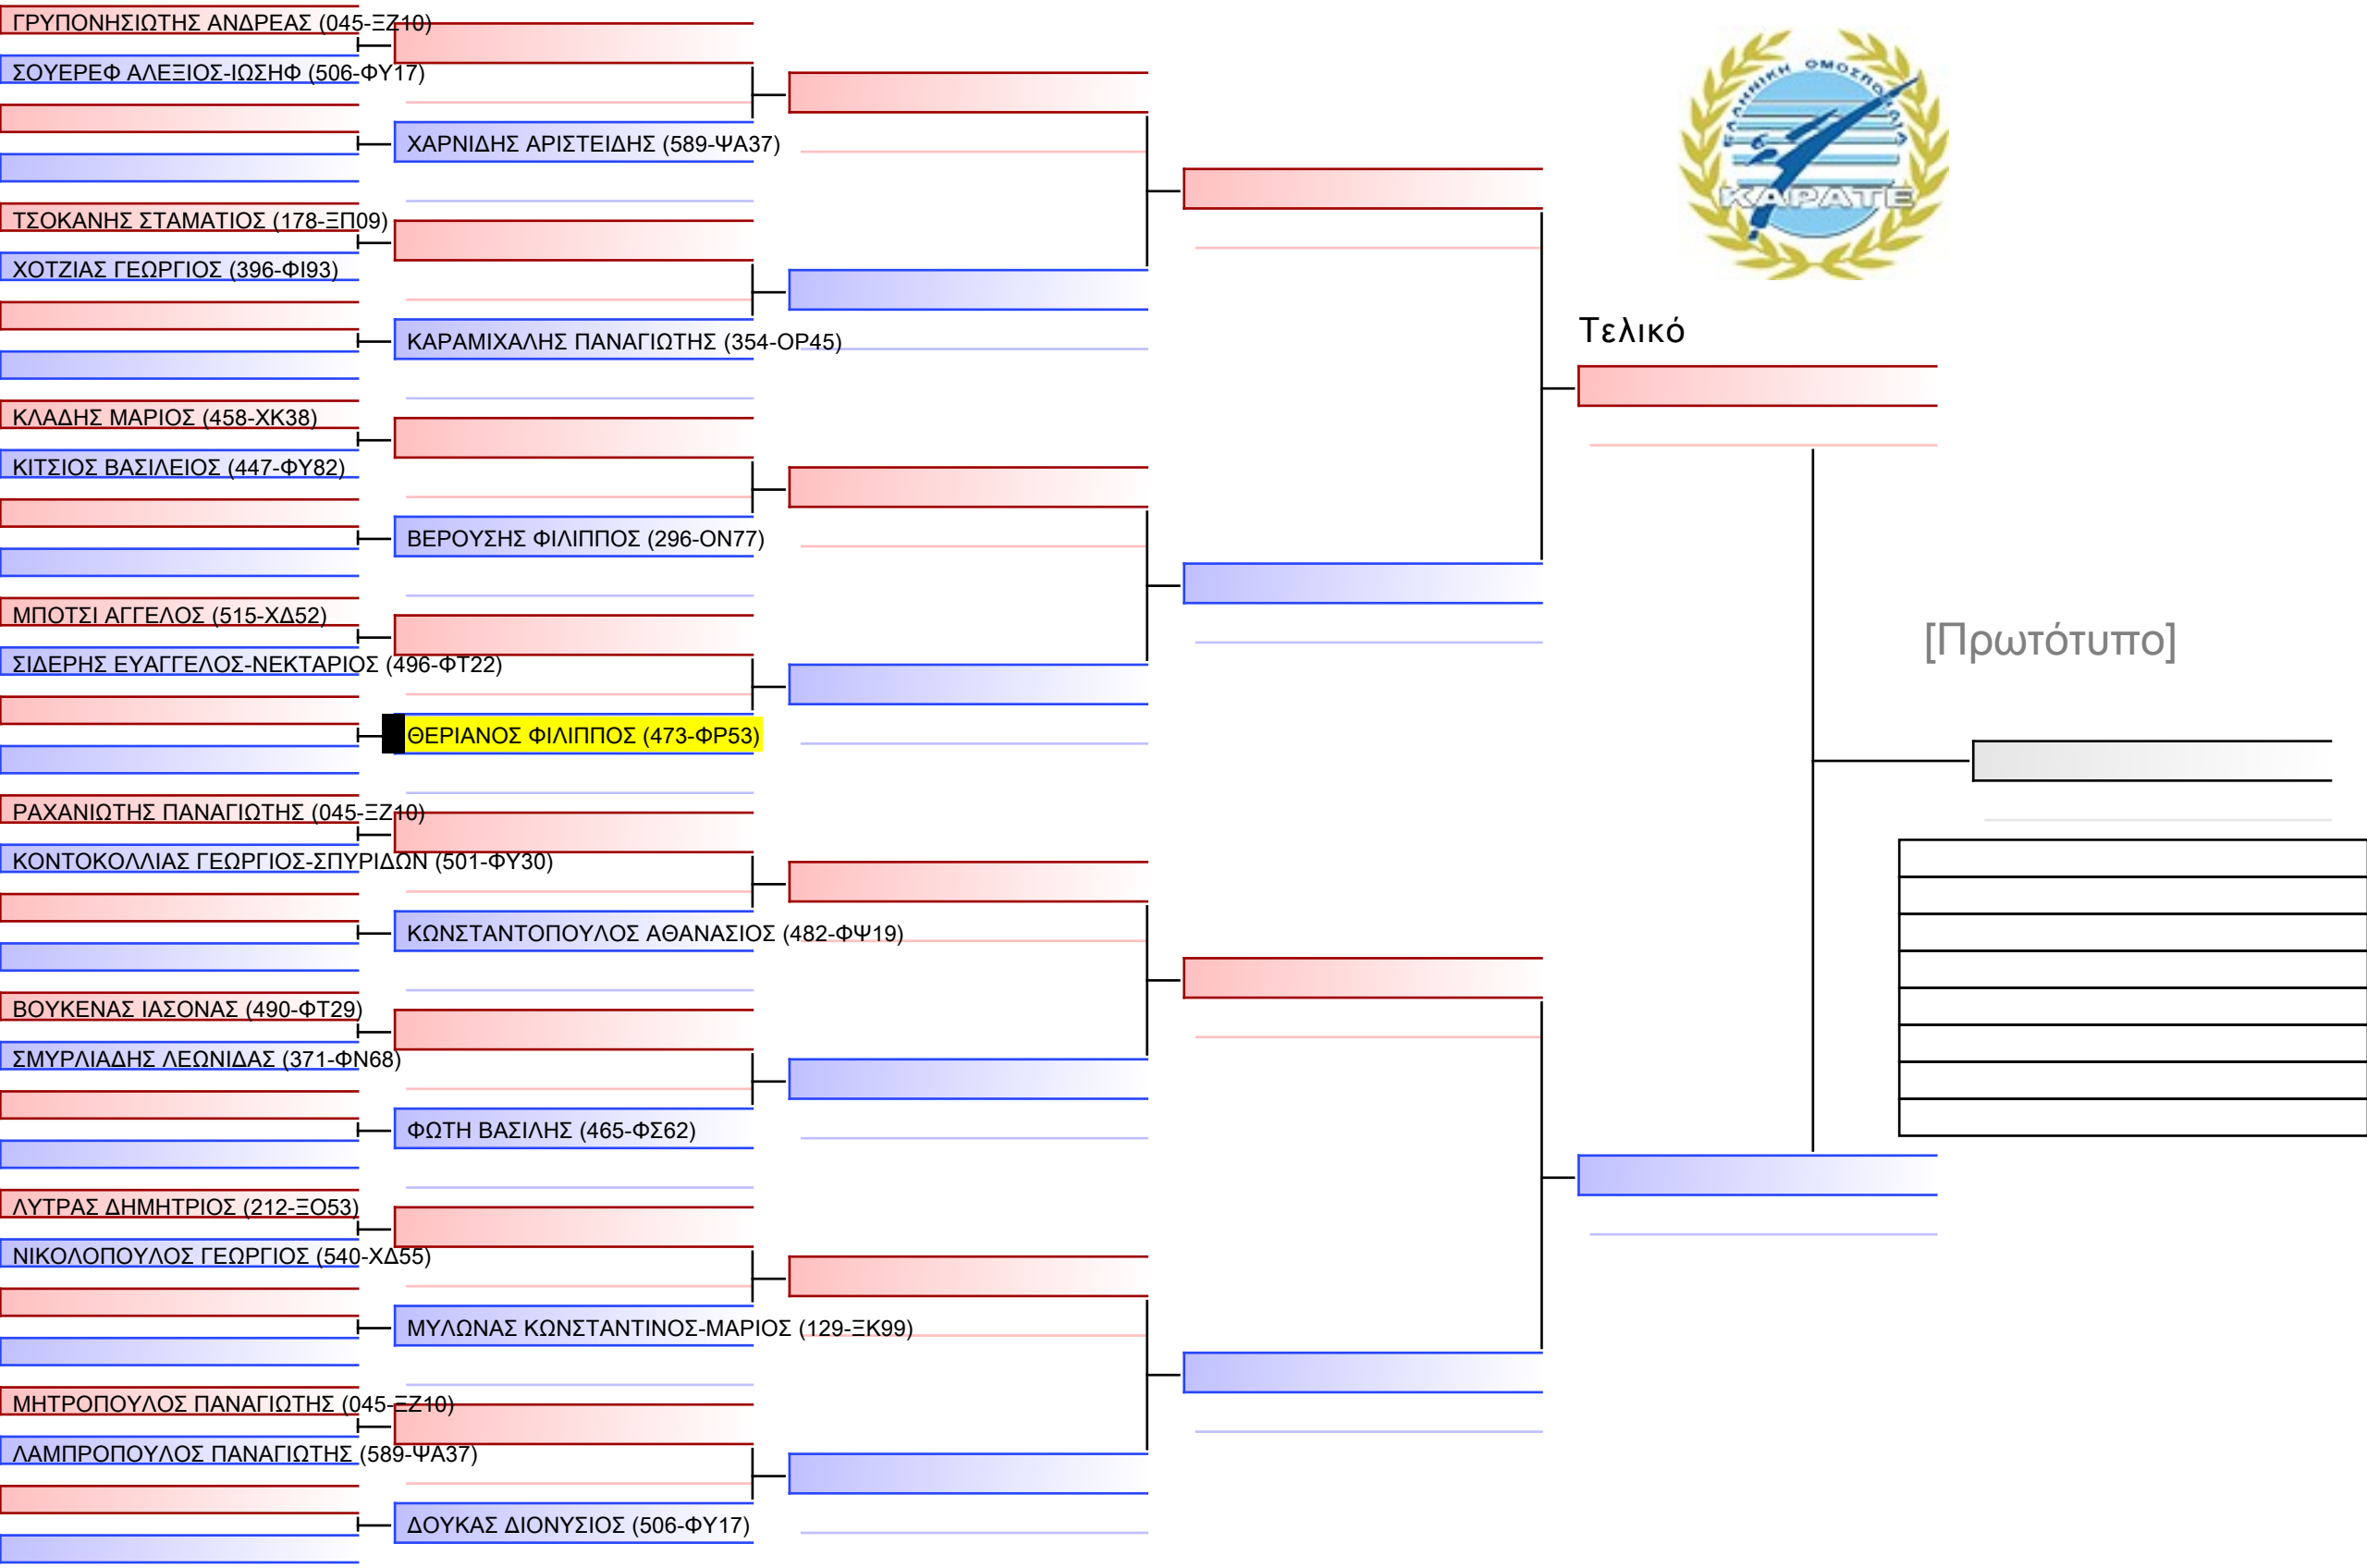 ΓΡΥΠΟΝΗΣΙΩΤΗΣ ΑΝΔΡΕΑΣ (045-ΞΖ10)
ΣΟΥΕΡΕΦ ΑΛΕΞΙΟΣ-ΙΩΣΗΦ (506-ΦΥ17)
ΧΑΡΝΙΔΗΣ ΑΡΙΣΤΕΙΔΗΣ (589-ΨΑ37)
ΤΣΟΚΑΝΗΣ ΣΤΑΜΑΤΙΟΣ (178-ΞΠ09)
ΧΟΤΖΙΑΣ ΓΕΩΡΓΙΟΣ (396-ΦΙ93)
ΚΑΡΑΜΙΧΑΛΗΣ ΠΑΝΑΓΙΩΤΗΣ (354-ΟΡ45)
ΚΛΑΔΗΣ ΜΑΡΙΟΣ (458-ΧΚ38)
ΚΙΤΣΙΟΣ ΒΑΣΙΛΕΙΟΣ (447-ΦΥ82)
ΒΕΡΟΥΣΗΣ ΦΙΛΙΠΠΟΣ (296-ΟΝ77)
ΜΠΟΤΣΙ ΑΓΓΕΛΟΣ (515-ΧΔ52)
ΣΙΔΕΡΗΣ ΕΥΑΓΓΕΛΟΣ-ΝΕΚΤΑΡΙΟΣ (496-ΦΤ22)
ΘΕΡΙΑΝΟΣ ΦΙΛΙΠΠΟΣ (473-ΦΡ53)
ΡΑΧΑΝΙΩΤΗΣ ΠΑΝΑΓΙΩΤΗΣ (045-ΞΖ10)
ΚΟΝΤΟΚΟΛΛΙΑΣ ΓΕΩΡΓΙΟΣ-ΣΠΥΡΙΔΩΝ (501-ΦΥ30)
ΚΩΝΣΤΑΝΤΟΠΟΥΛΟΣ ΑΘΑΝΑΣΙΟΣ (482-ΦΨ19)
ΒΟΥΚΕΝΑΣ ΙΑΣΟΝΑΣ (490-ΦΤ29)
ΣΜΥΡΛΙΑΔΗΣ ΛΕΩΝΙΔΑΣ (371-ΦΝ68)
ΦΩΤΗ ΒΑΣΙΛΗΣ (465-ΦΣ62)
ΛΥΤΡΑΣ ΔΗΜΗΤΡΙΟΣ (212-ΞΟ53)
ΝΙΚΟΛΟΠΟΥΛΟΣ ΓΕΩΡΓΙΟΣ (540-ΧΔ55)
ΜΥΛΩΝΑΣ ΚΩΝΣΤΑΝΤΙΝΟΣ-ΜΑΡΙΟΣ (129-ΞΚ99)
ΜΗΤΡΟΠΟΥΛΟΣ ΠΑΝΑΓΙΩΤΗΣ (045-ΞΖ10)
ΛΑΜΠΡΟΠΟΥΛΟΣ ΠΑΝΑΓΙΩΤΗΣ (589-ΨΑ37)
ΔΟΥΚΑΣ ΔΙΟΝΥΣΙΟΣ (506-ΦΥ17)
ΕΛΛΗΝΙΚΗ ΟΜΟΣΠΟΝΔΙΑ
ΚΑΡΑΤΕ
Τελικό
[Πρωτότυπο]